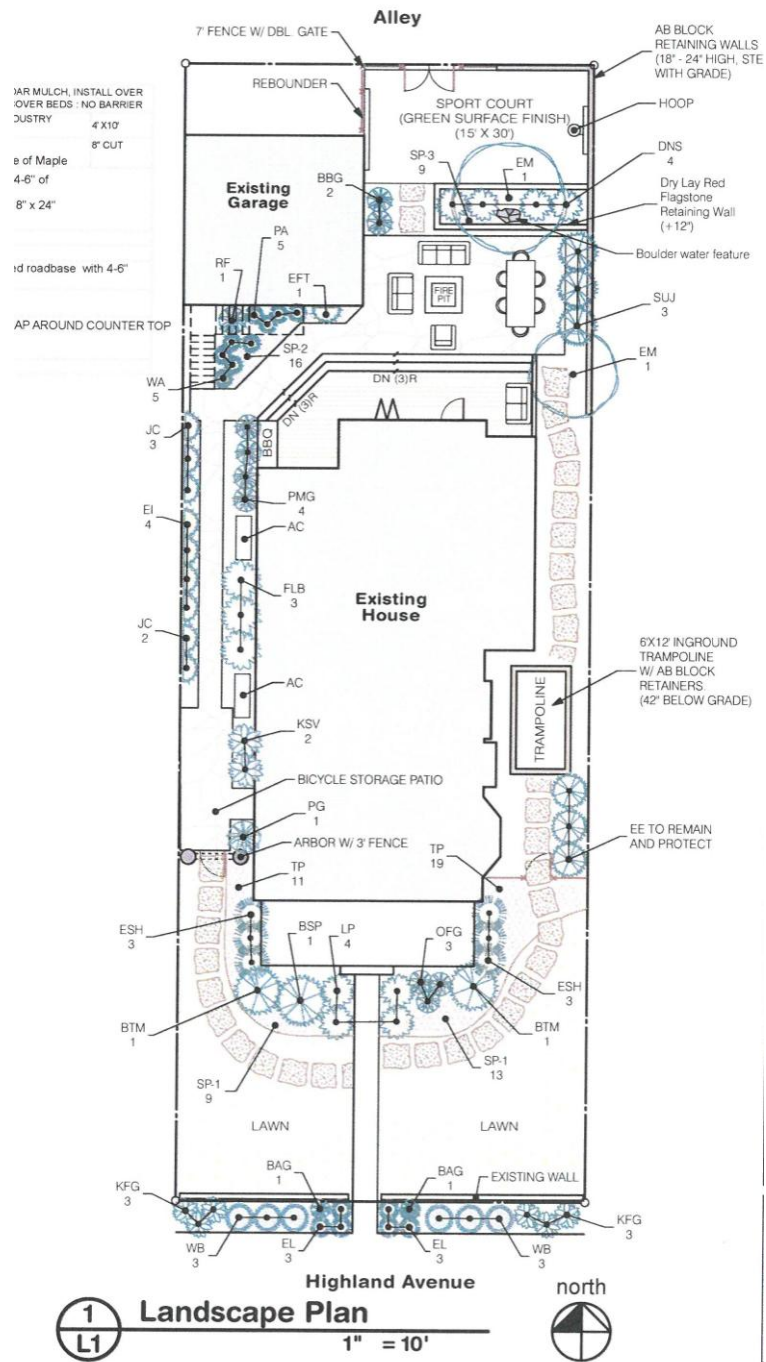 Alley
7' FENCE W/ DBL. GATE
AB BLOCK
RETAINING WALLS
(18" - 24" HIGH, STE
WITH GRADE)
REBOUNDER
HOOP
AR MULCH, INSTALL OVER
OVER BEDS : NO BARRIER
OUSTRY
4'X10'
8" CUT
e of Maple
4-6" of
8" x 24"
ed roadbase with 4-6"
AP AROUND COUNTER TOP
SPORT COURT
(GREEN SURFACE FINISH)
(15' X 30')
SP-3
9
EM
1
DNS
4
Existing
Garage
BBG
2
Dry Lay Red
Flagstone
Retaining Wall
(+12")
Boulder water feature
PA
5
RF
1
EFT
1
FIRE
PIT
SUJ
3
SP-2
16
EM
1
WA
5
DN (3)R
DN (3)R
JC
3
BBQ
PMG
4
EI
4
AC
FLB
3
Existing
House
JC
2
6'X12' INGROUND
TRAMPOLINE
W/ AB BLOCK
RETAINERS.
(42" BELOW GRADE)
TRAMPOLINE
AC
KSV
2
BICYCLE STORAGE PATIO
PG
1
ARBOR W/ 3' FENCE
EE TO REMAIN
AND PROTECT
TP
11
TP
19
ESH
3
BSP
1
LP
4
OFG
3
ESH
3
BTM
1
BTM
1
SP-1
9
SP-1
13
LAWN
LAWN
BAG
1
BAG
1
EXISTING WALL
KFG
3
KFG
3
WB
3
EL
3
EL
3
WB
3
Highland Avenue
north
1
L1
Landscape Plan
1" = 10'